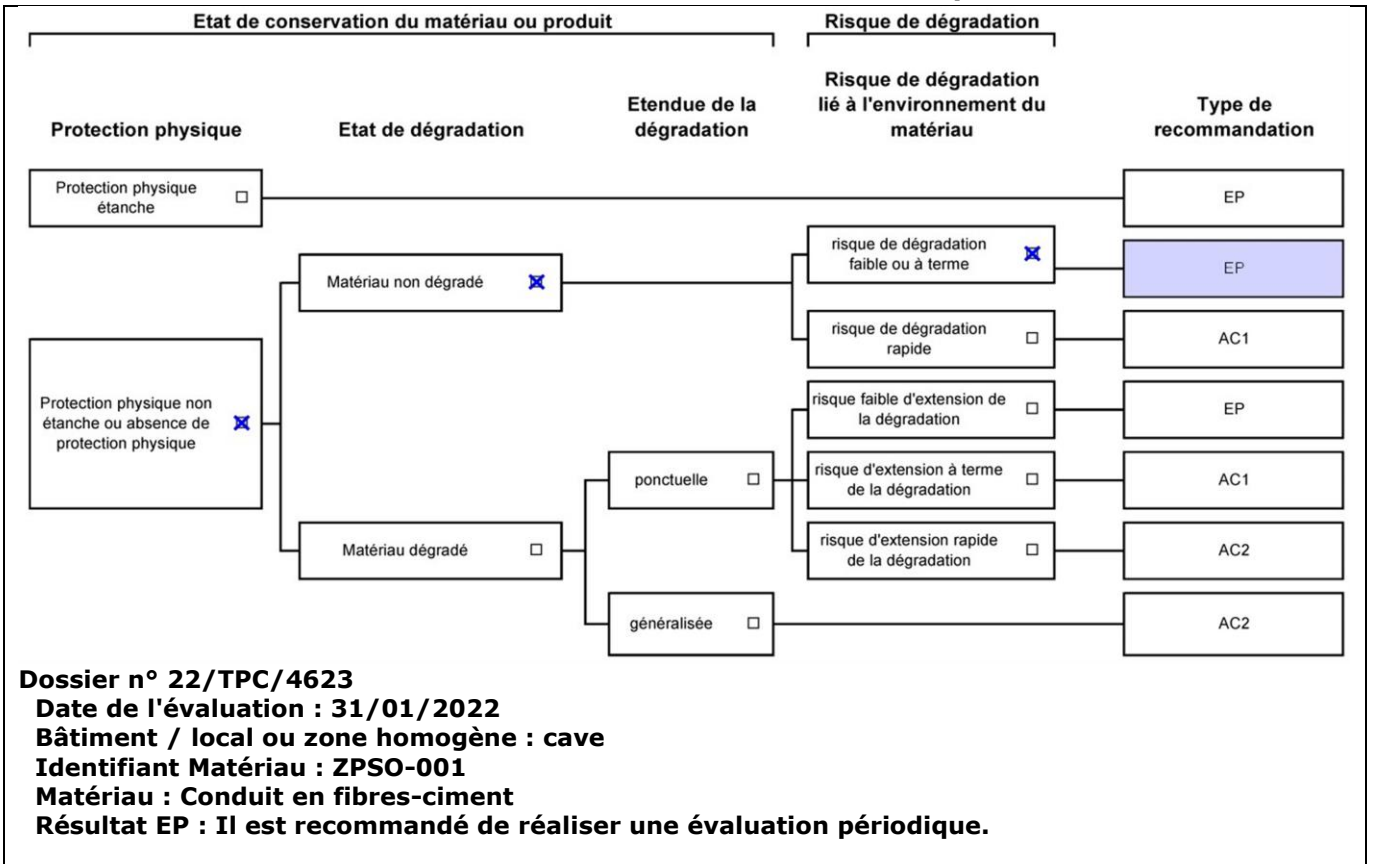 Etat de conservation du matériau ou produit
Risque de dégradation
Protection physique
Etat de dégradation
Etendue de la
dégradation
Risque de dégradation
lié à l'environnement du
matériau
Type de
recommandation
Protection physique
étanche
EP
risque de dégradation
faible ou à terme
EP
Matériau non dégradé
risque de dégradation
rapide
AC1
Protection physique non
étanche ou absence de
protection physique
risque faible d'extension de
la dégradation
EP
ponctuelle
risque d'extension à terme
de la dégradation
AC1
Matériau dégradé
risque d'extension rapide
de la dégradation
AC2
généralisée
AC2
Dossier n° 22/TPC/4623
Date de l'évaluation : 31/01/2022
Bâtiment / local ou zone homogène : cave
Identifiant Matériau : ZPSO-001
Matériau : Conduit en fibres-ciment
Résultat EP : Il est recommandé de réaliser une évaluation périodique.